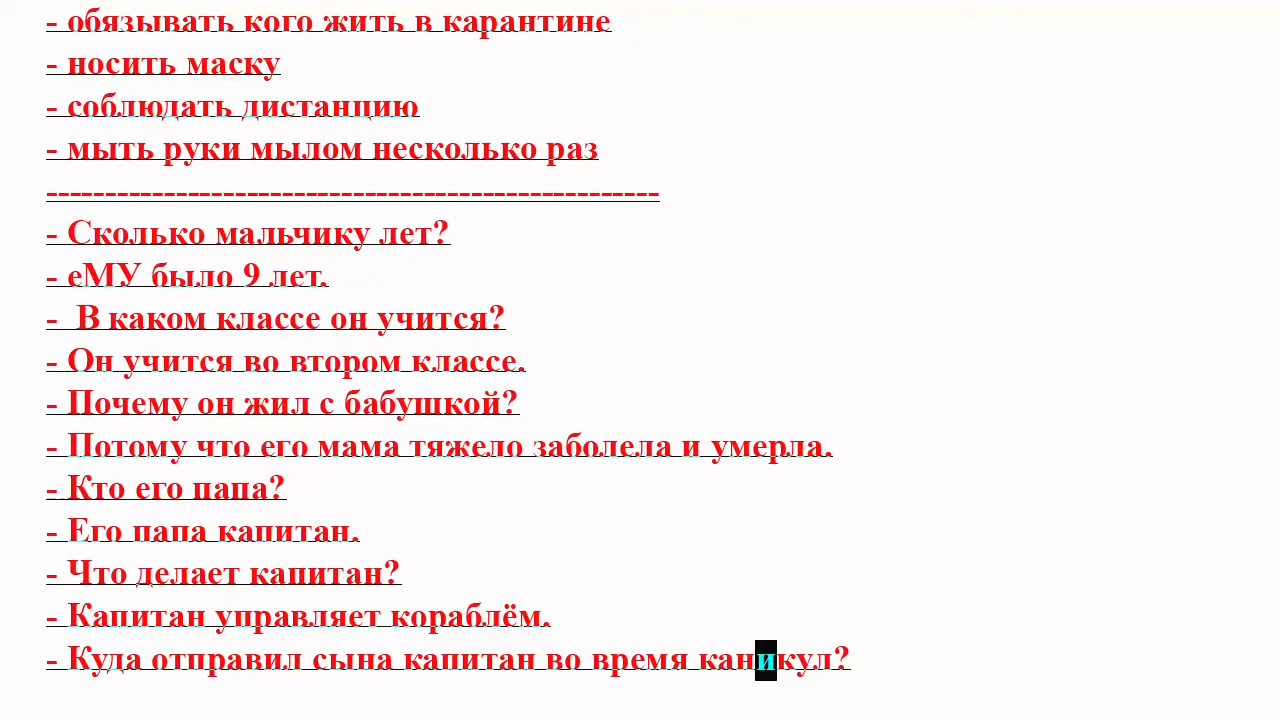 - обязывать кого жить в карантине
- носить маску
- соблюдать дистанцию
- мыть руки мылом несколько раз
----------------------------------------------------
- Сколько мальчику лет?
- еМУ было 9 лет.
-  В каком классе он учится?
- Он учится во втором классе.
- Почему он жил с бабушкой?
- Потому что его мама тяжело заболела и умерла.
- Кто его папа?
- Его папа капитан.
- Что делает капитан?
- Капитан управляет кораблём.
- Куда отправил сына капитан во время каникул?